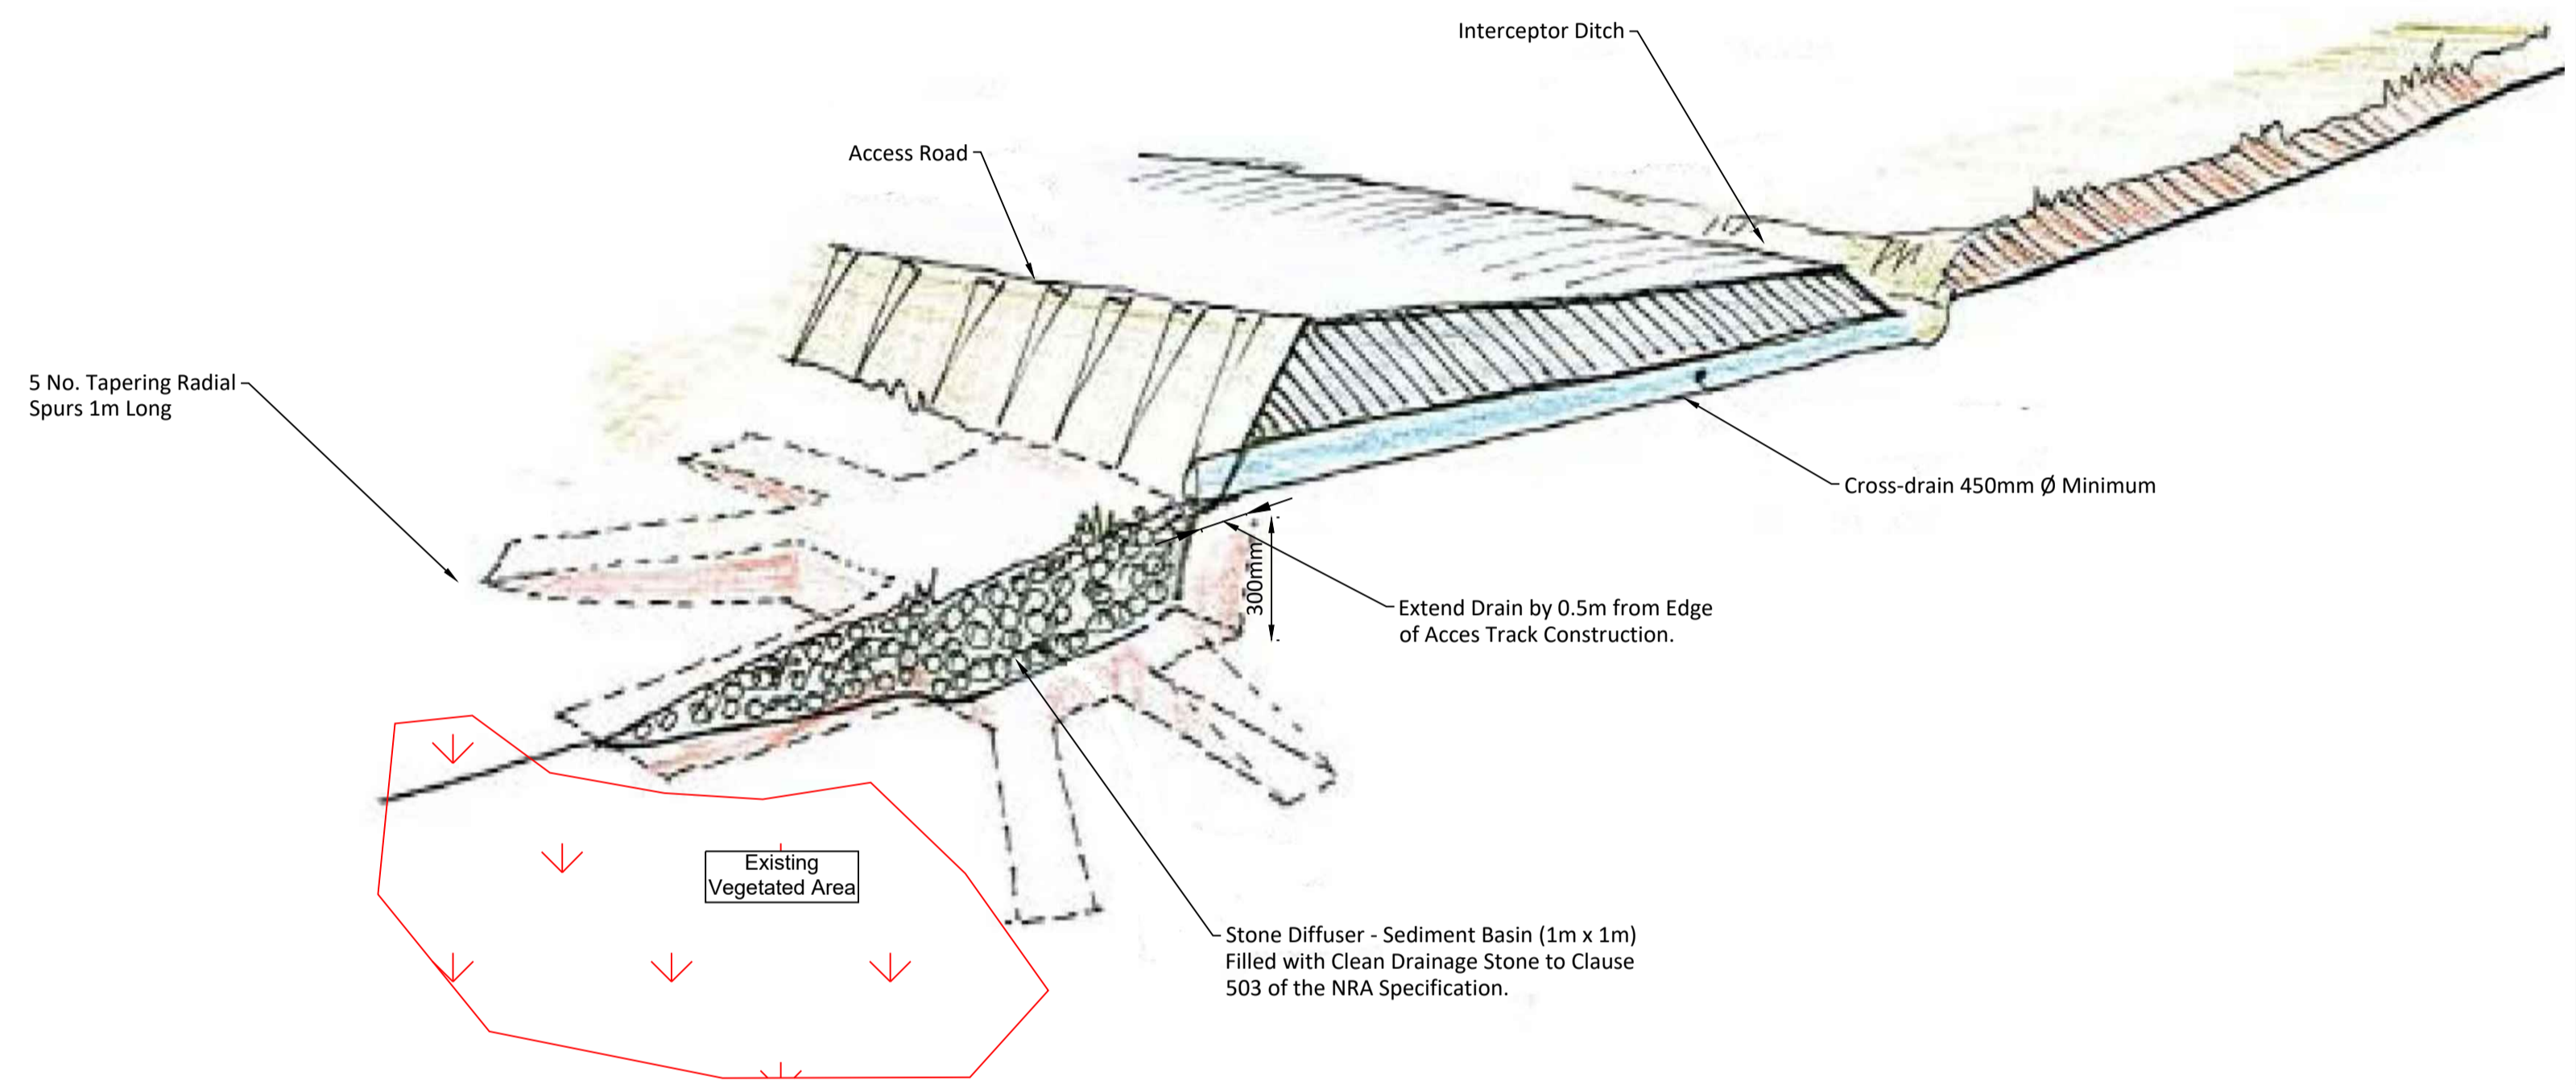 Interceptor Ditch
Access Road
5 No. Tapering Radial
Spurs 1m Long
Cross-drain 450mm Ø Minimum
300mm
Extend Drain by 0.5m from Edge
of Acces Track Construction.
Existing
Vegetated Area
Stone Diffuser - Sediment Basin (1m x 1m)
Filled with Clean Drainage Stone to Clause
503 of the NRA Specification.